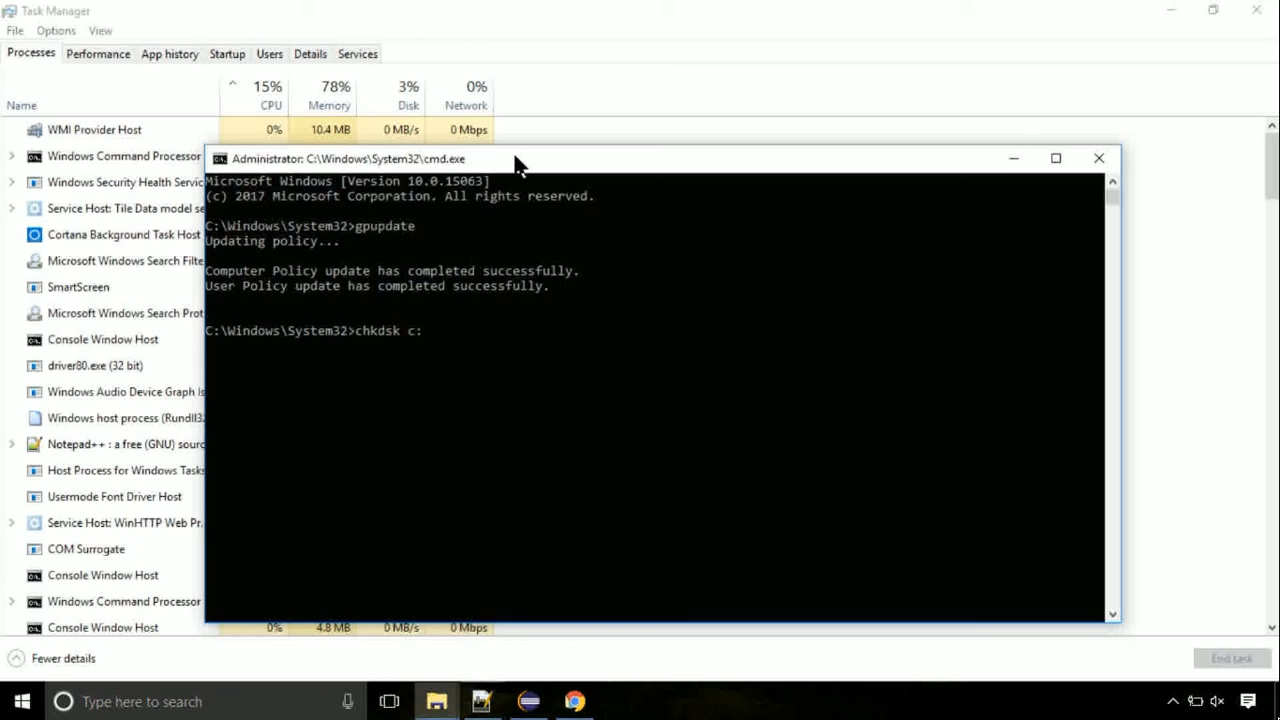 Task Manager
File Options View
Processes Performance App history Startup Users Details Services
15% 78% 3% 0%
Name CPU Memory Disk Network
WMI Provider Host 0% 10.4 MB 0 MB/s 0 Mbps
Windows Command Processor
Windows Security Health Servic
Service Host: Tile Data model se
Cortana Background Task Host
Microsoft Windows Search Filte
SmartScreen
Microsoft Windows Search Prot
Console Window Host
driver80.exe (32 bit)
Windows Audio Device Graph Is
Windows host process (Rundll32
Notepad++ : a free (GNU) sourc
Host Process for Windows Tasks
Usermode Font Driver Host
Service Host: WinHTTP Web Pr
COM Surrogate
Console Window Host
Windows Command Processor
Console Window Host 0% 4.8 MB 0 MB/s 0 Mbps
Administrator: C:\Windows\System32\cmd.exe
Microsoft Windows [Version 10.0.15063]
(c) 2017 Microsoft Corporation. All rights reserved.
C:\Windows\System32>gpupdate
Updating policy...
Computer Policy update has completed successfully.
User Policy update has completed successfully.
C:\Windows\System32>chkdsk c:
Fewer details
End task
Type here to search